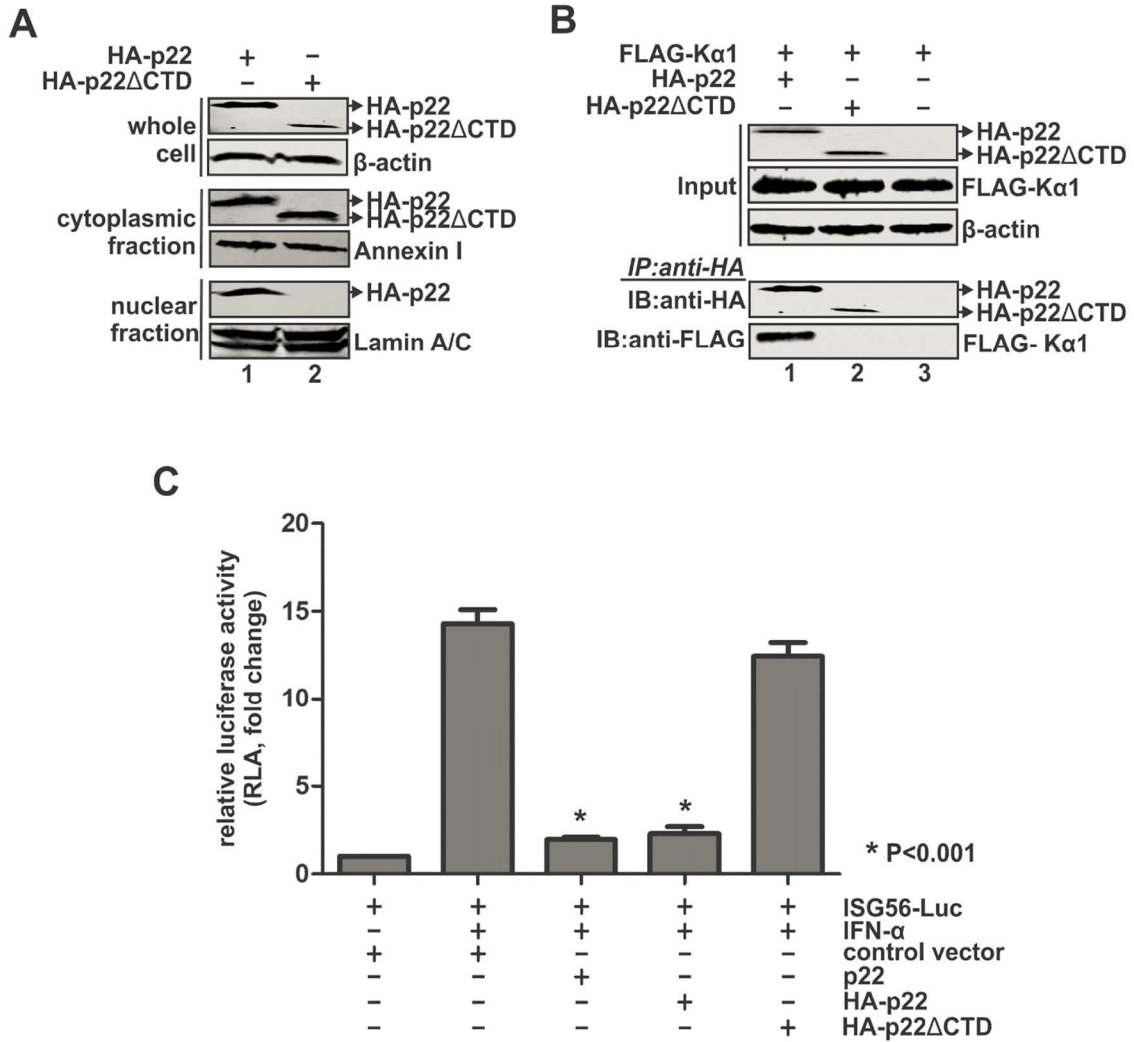 A
HA-p22 + –
HA-p22ΔCTD – +
whole cell
HA-p22
HA-p22ΔCTD
β-actin
cytoplasmic fraction
HA-p22
HA-p22ΔCTD
Annexin I
nuclear fraction
HA-p22
Lamin A/C
1 2
B
FLAG-Kα1 + + +
HA-p22 + – –
HA-p22ΔCTD – + –
Input
HA-p22
HA-p22ΔCTD
FLAG-Kα1
β-actin
IP:anti-HA
IB:anti-HA
HA-p22
HA-p22ΔCTD
IB:anti-FLAG
FLAG- Kα1
1 2 3
C
relative luciferase activity
(RLA, fold change)
20
15
10
5
0
* *
* P<0.001
+ + + + + ISG56-Luc
– + + + + IFN-α
+ + – – – control vector
– – + – – p22
– – – + – HA-p22
– – – – + HA-p22ΔCTD